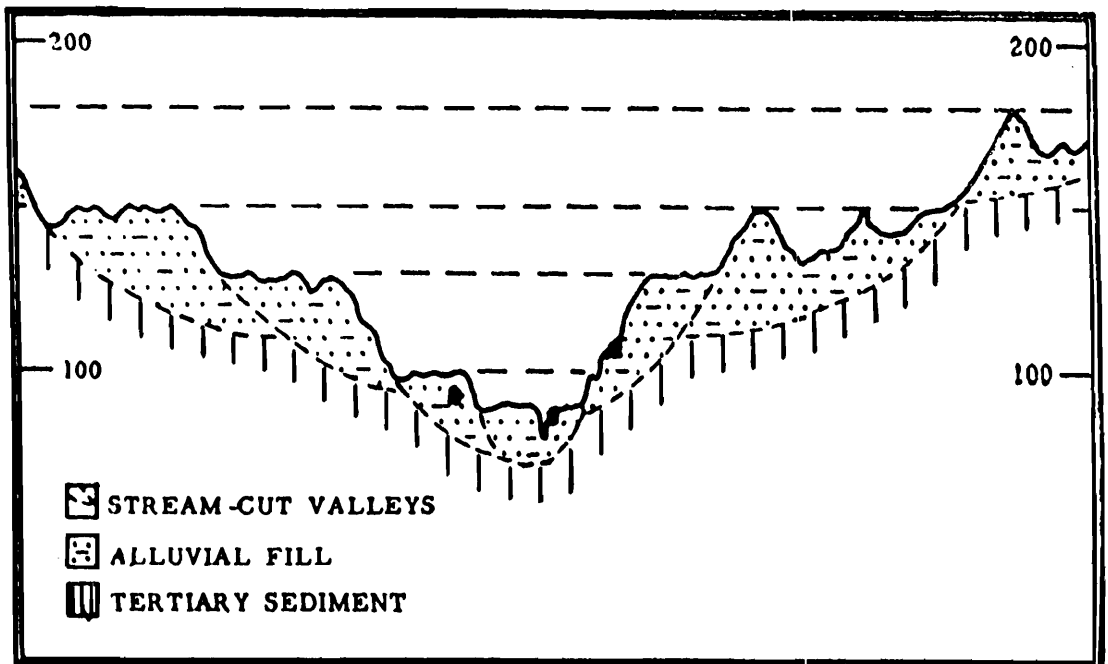 200 200
100 100
STREAM-CUT VALLEYS
ALLUVIAL FILL
TERTIARY SEDIMENT